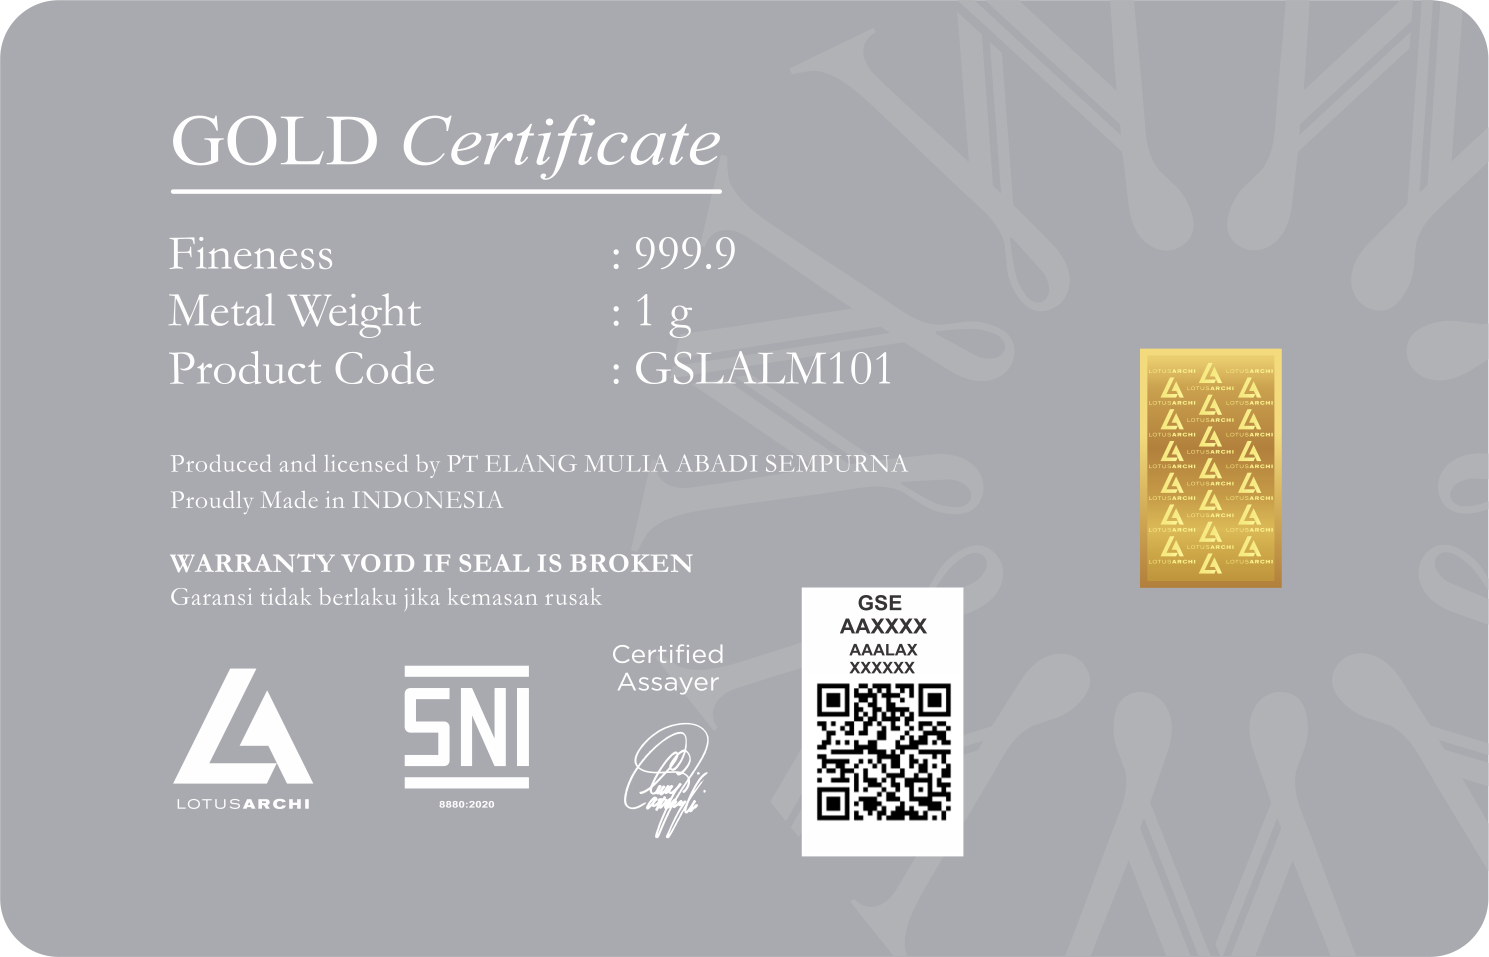 GOLD Certificate
Fineness : 999.9
Metal Weight : 1 g
Product Code : GSLALM101
Produced and licensed by PT ELANG MULIA ABADI SEMPURNA
Proudly Made in INDONESIA
WARRANTY VOID IF SEAL IS BROKEN
Garansi tidak berlaku jika kemasan rusak
LOTUSARCHI
SNI
8880:2020
Certified
Assayer
GSE
AAXXXX
AAALAX
XXXXXX
LOTUSARCHI